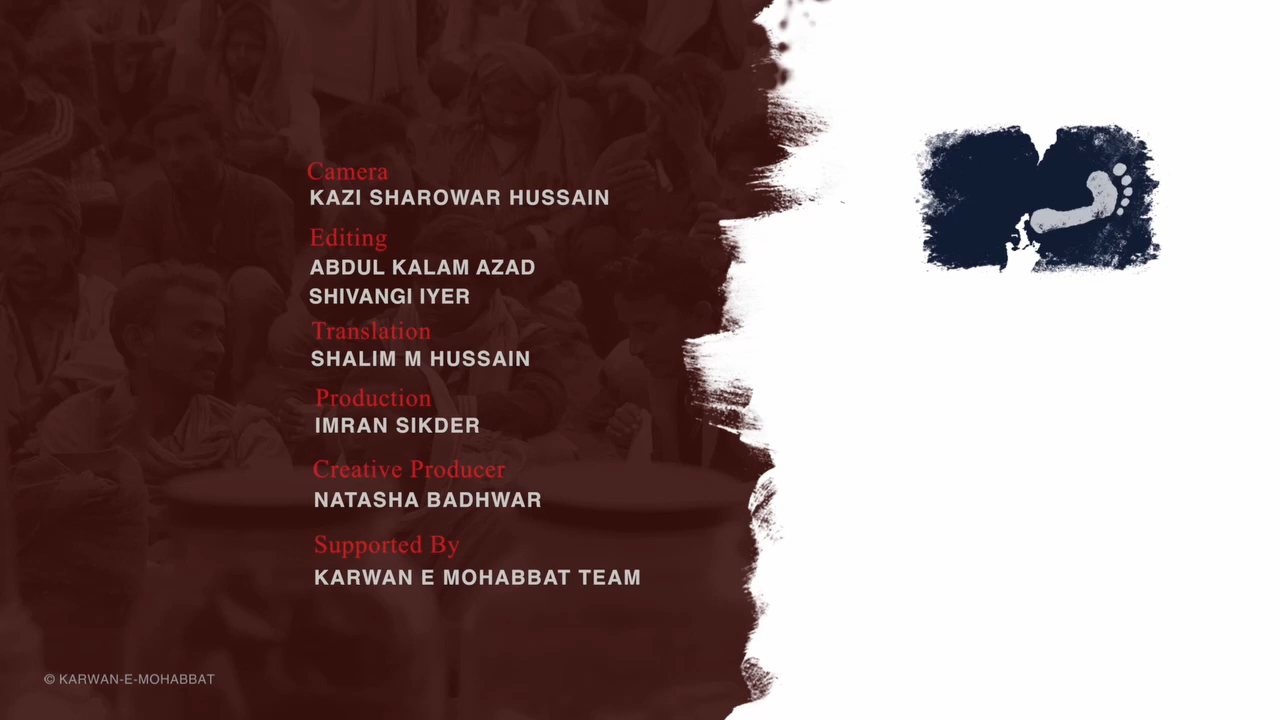 Camera
KAZI SHAROWAR HUSSAIN
Editing
ABDUL KALAM AZAD
SHIVANGI IYER
Translation
SHALIM M HUSSAIN
Production
IMRAN SIKDER
Creative Producer
NATASHA BADHWAR
Supported By
KARWAN E MOHABBAT TEAM
© KARWAN-E-MOHABBAT